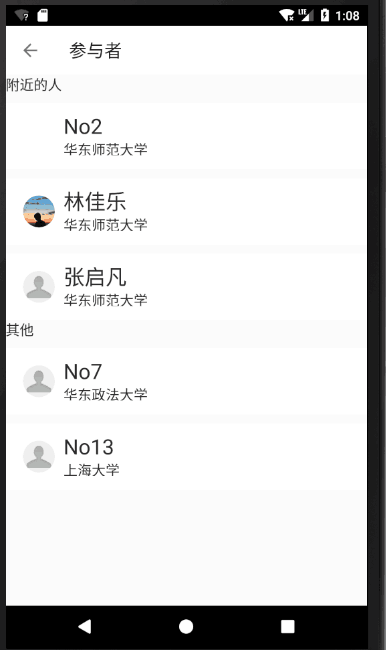 LTE 1:08
参与者
附近的人
No2
华东师范大学
林佳乐
华东师范大学
张启凡
华东师范大学
其他
No7
华东政法大学
No13
上海大学